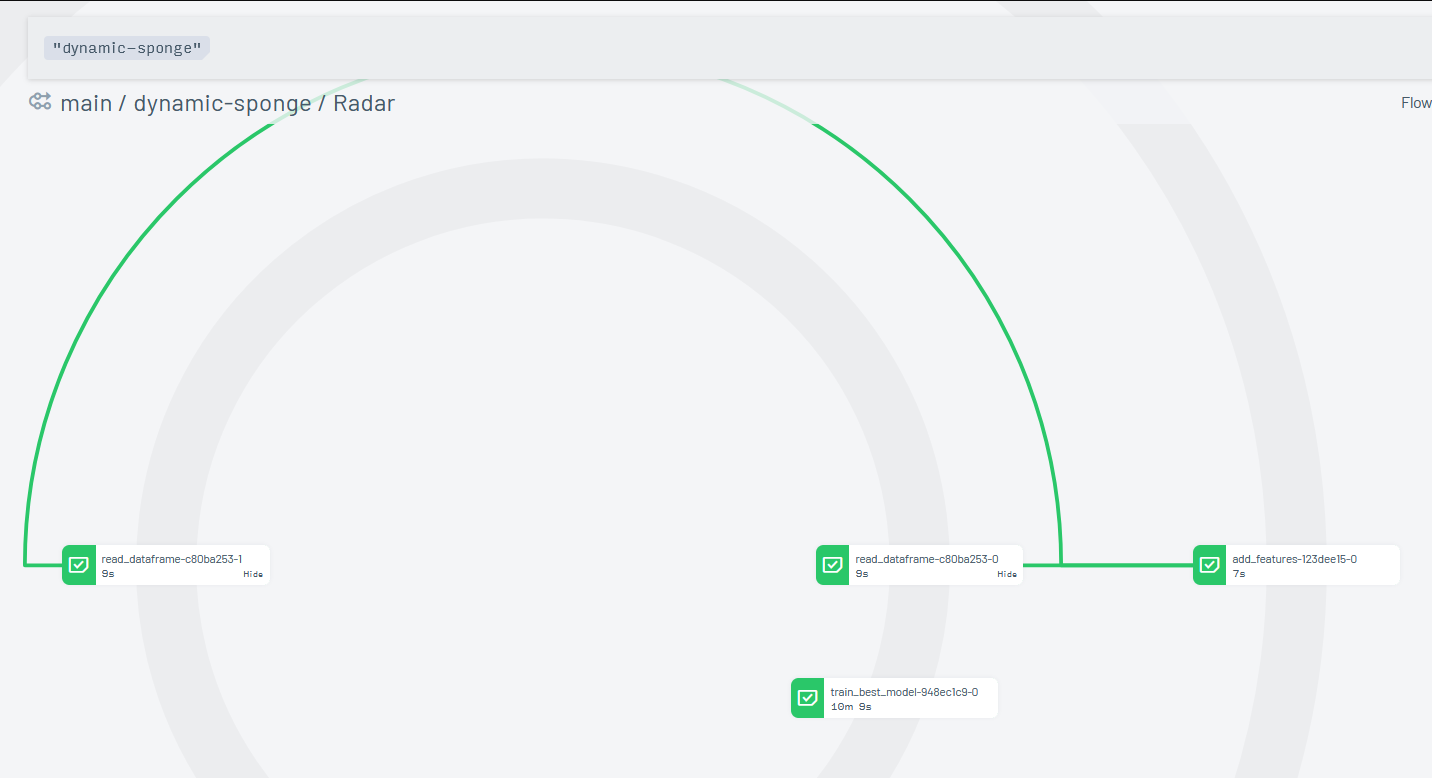 "dynamic-sponge"
main / dynamic-sponge / Radar
Flow
read_dataframe-c80ba253-1
9s
Hide
read_dataframe-c80ba253-0
9s
Hide
add_features-123dee15-0
7s
train_best_model-948ec1c9-0
10m 9s